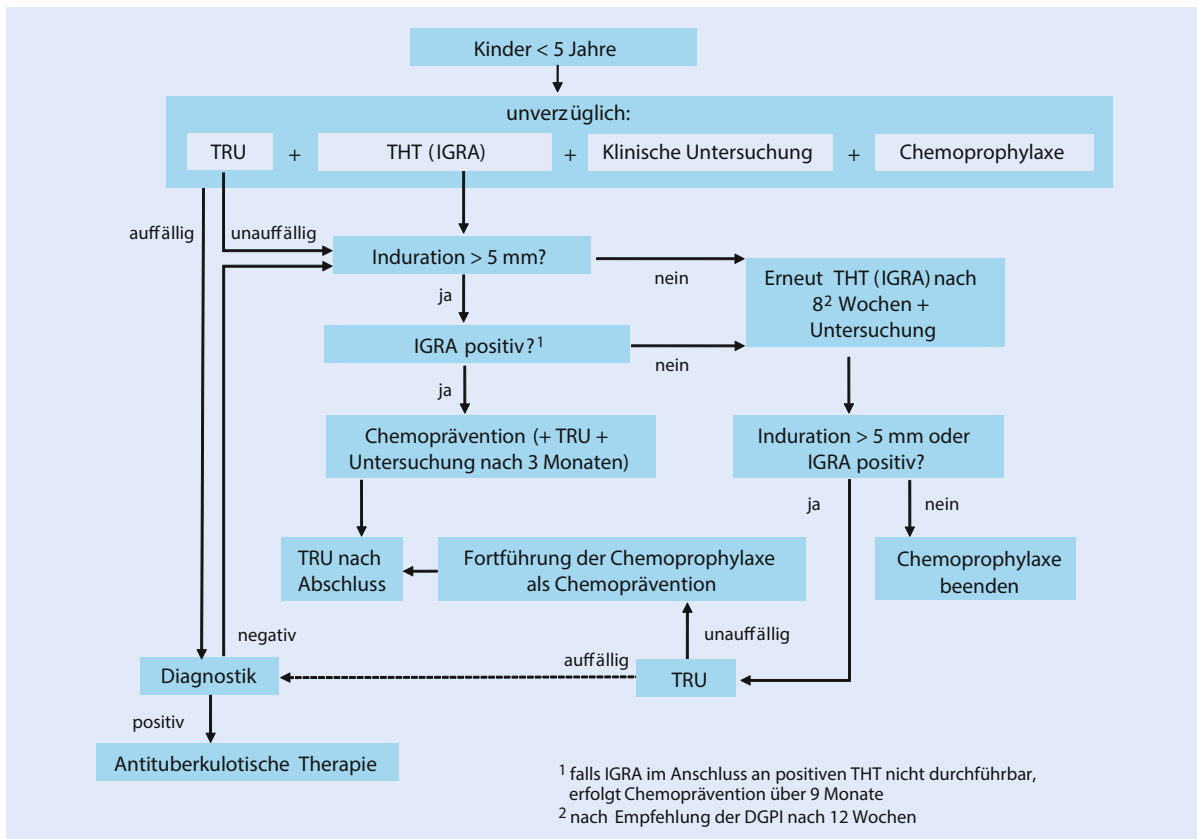 Kinder < 5 Jahre
unverzüglich:
TRU + THT (IGRA) + Klinische Untersuchung + Chemoprophylaxe
auffällig
unauffällig
Induration > 5 mm?
nein
ja
Erneut THT (IGRA) nach
8² Wochen +
Untersuchung
IGRA positiv?¹
nein
ja
Chemoprävention (+ TRU +
Untersuchung nach 3 Monaten)
Induration > 5 mm oder
IGRA positiv?
ja
nein
TRU nach
Abschluss
Fortführung der Chemoprophylaxe
als Chemoprävention
Chemoprophylaxe
beenden
negativ
unauffällig
auffällig
Diagnostik
TRU
positiv
Antituberkulotische Therapie
¹ falls IGRA im Anschluss an positiven THT nicht durchführbar,
erfolgt Chemoprävention über 9 Monate
² nach Empfehlung der DGPI nach 12 Wochen